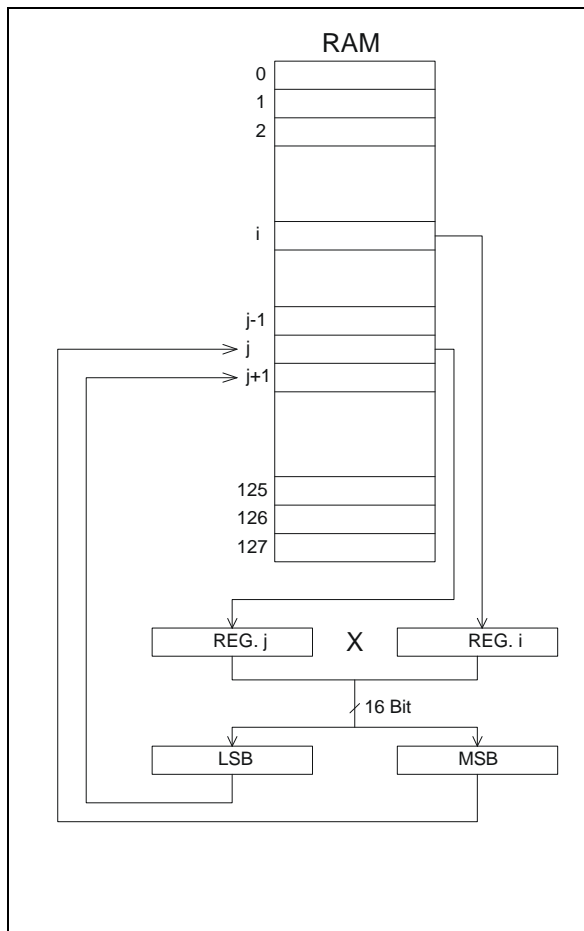 RAM
0
1
2
i
j-1
j
j+1
125
126
127
REG. j X REG. i
16 Bit
LSB MSB